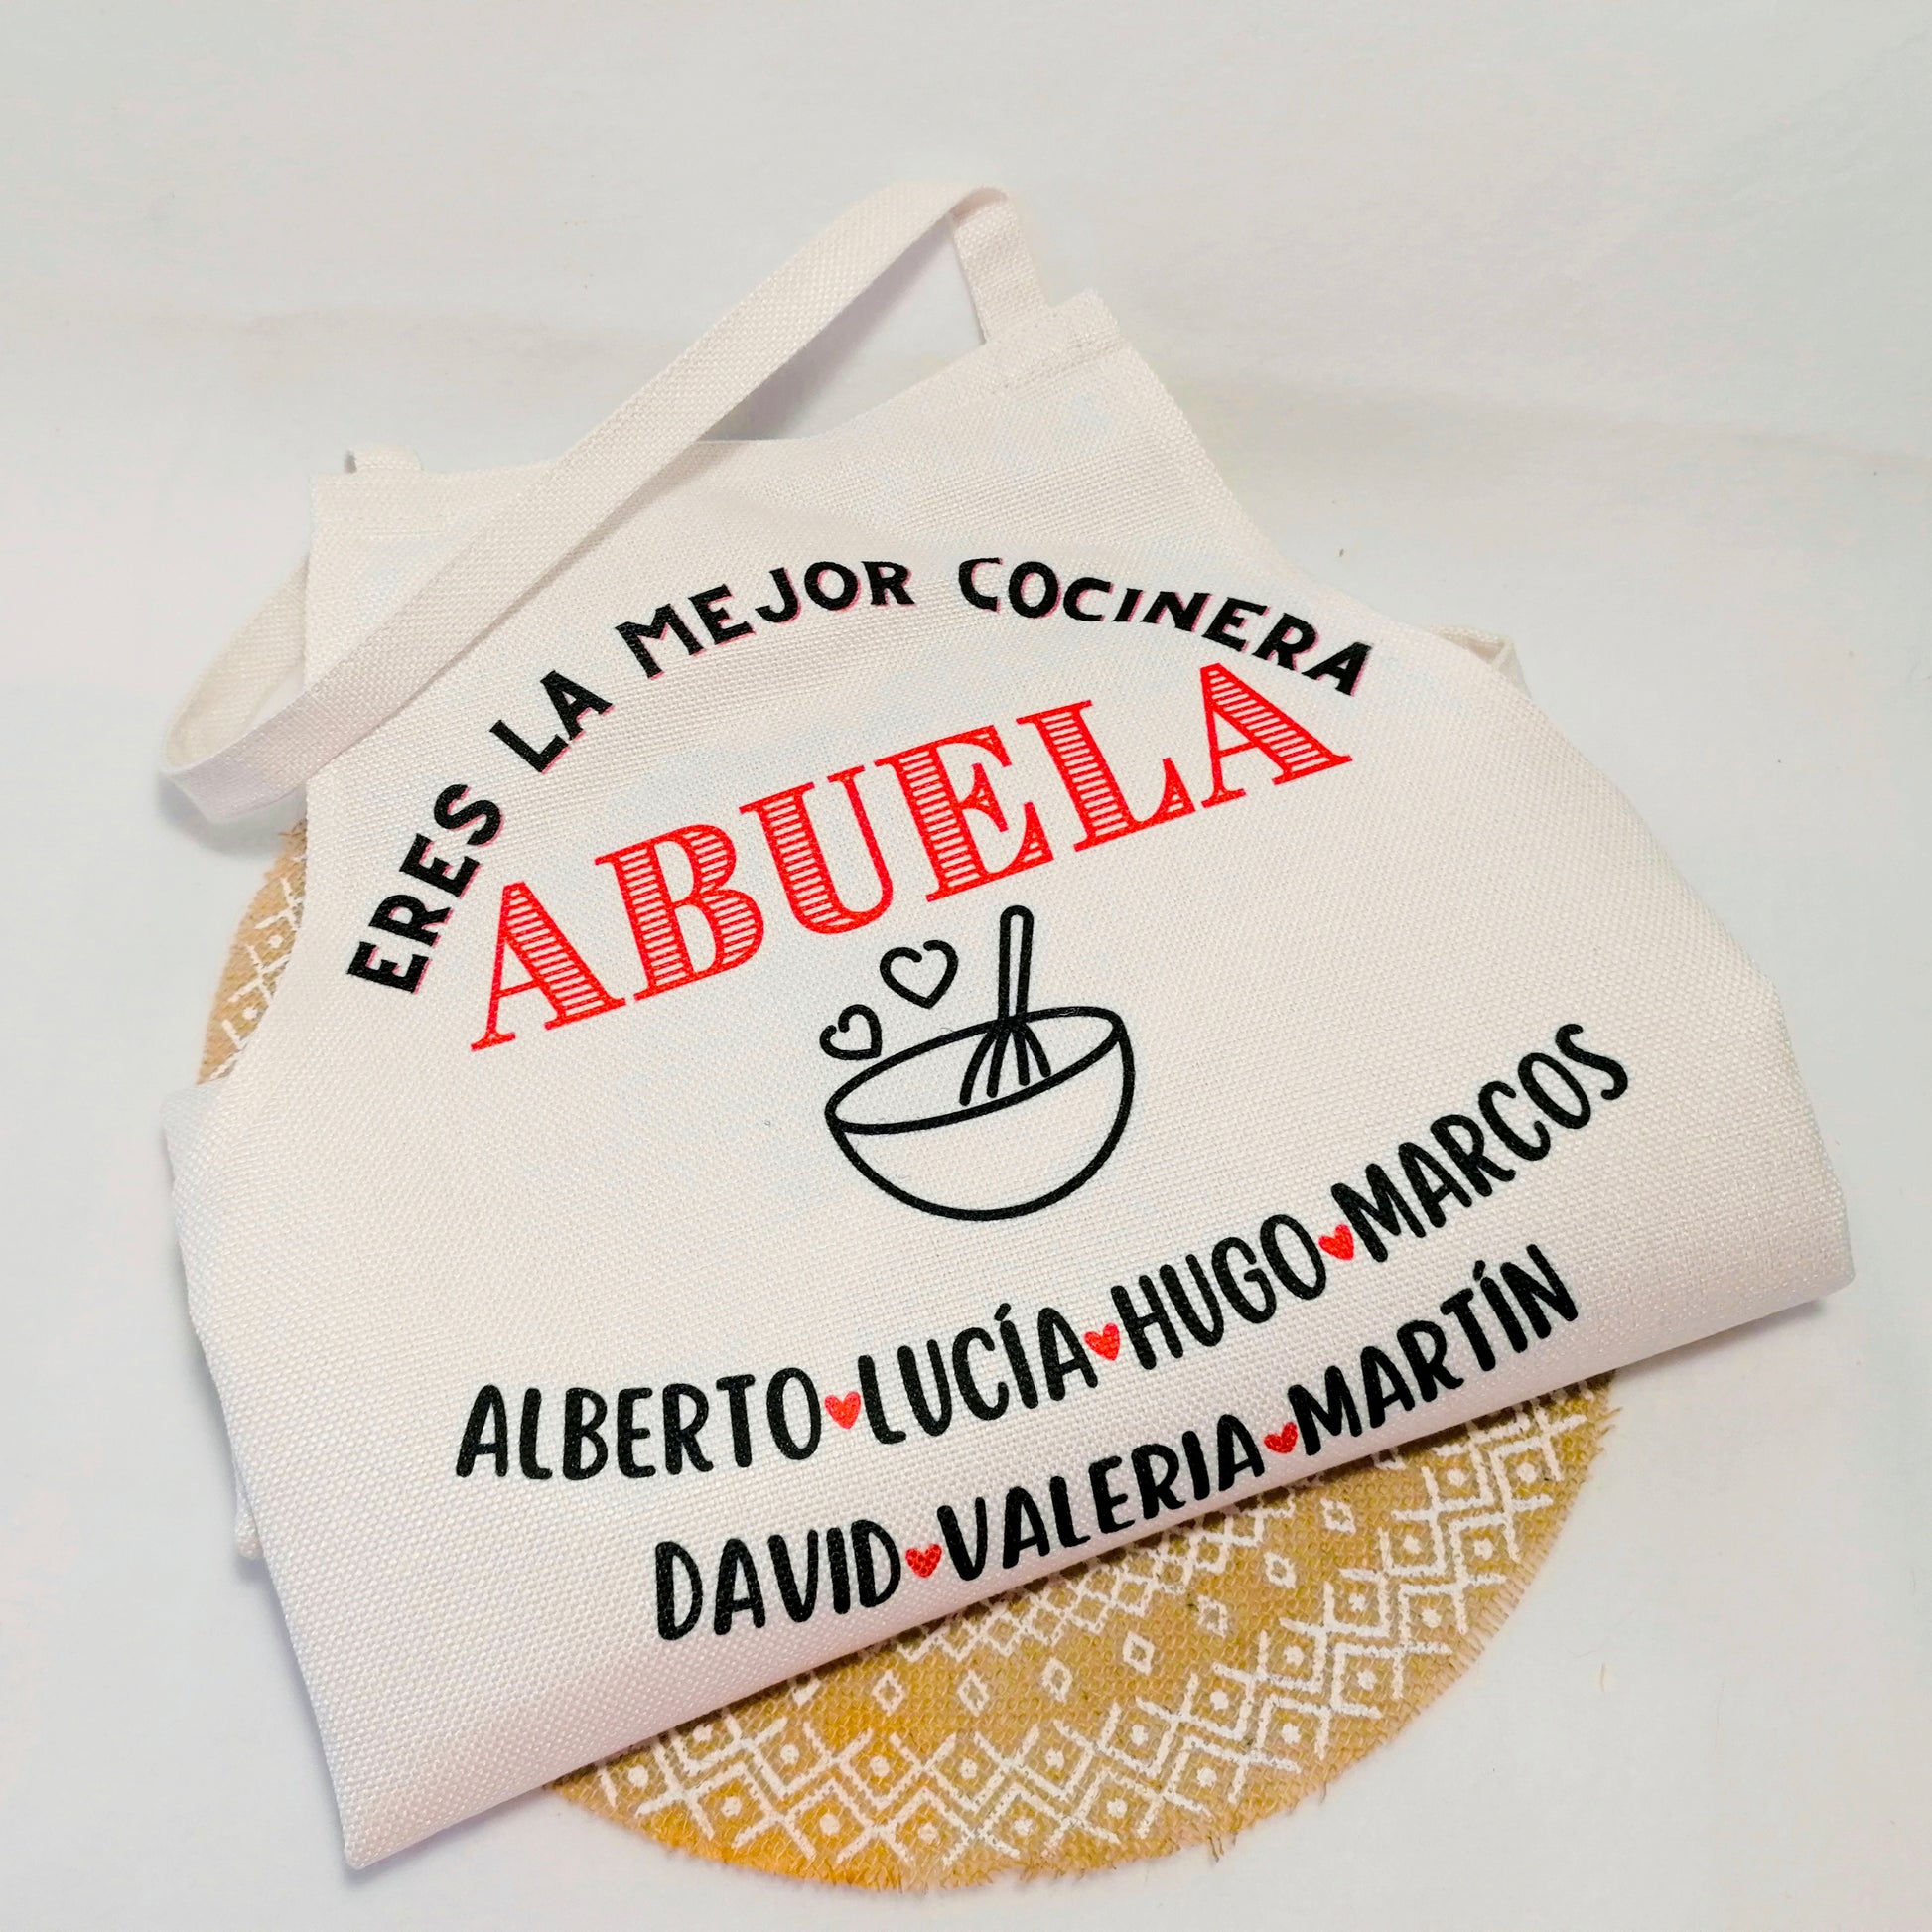 ERES LA MEJOR COCINERA
ABUELA
ALBERTO LUCÍA HUGO MARCOS
DAVID VALERIA MARTÍN